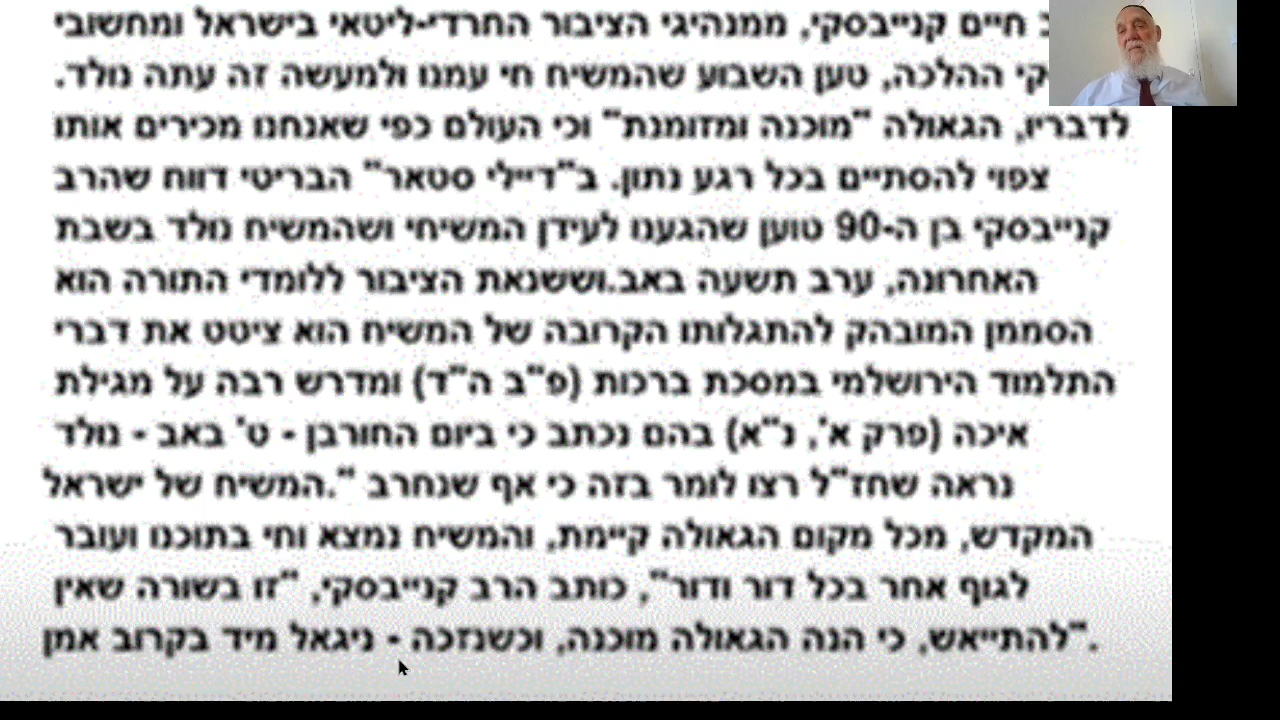 חיים קנייבסקי, ממנהיגי הציבור החרדי-ליטאי בישראל ומחשובי
ההלכה, טען השבוע שהמשיח חי עמנו ולמעשה זה עתה נולד.
לדבריו, הגאולה "מוכנה ומזומנת" וכי העולם כפי שאנחנו מכירים אותו
צפוי להסתיים בכל רגע נתון. ב"דיילי סטאר" הבריטי דווח שהרב
קנייבסקי בן ה-90 טוען שהגענו לעידן המשיחי ושהמשיח נולד בשבת
האחרונה, ערב תשעה באב.וששנאת הציבור ללומדי התורה הוא
הסממן המובהק להתגלותו הקרובה של המשיח הוא ציטט את דברי
התלמוד הירושלמי במסכת ברכות (פ"ב ה"ד) ומדרש רבה על מגילת
איכה (פרק א', נ"א) בהם נכתב כי ביום החורבן - ט' באב - נולד
נראה שחז"ל רצו לומר בזה כי אף שנחרב ".המשיח של ישראל
המקדש, מכל מקום הגאולה קיימת, והמשיח נמצא וחי בתוכנו ועובר
לגוף אחר בכל דור ודור", כותב הרב קנייבסקי, "זו בשורה שאין
להתייאש, כי הנה הגאולה מוכנה, וכשנזכה - ניגאל מיד בקרוב אמן".